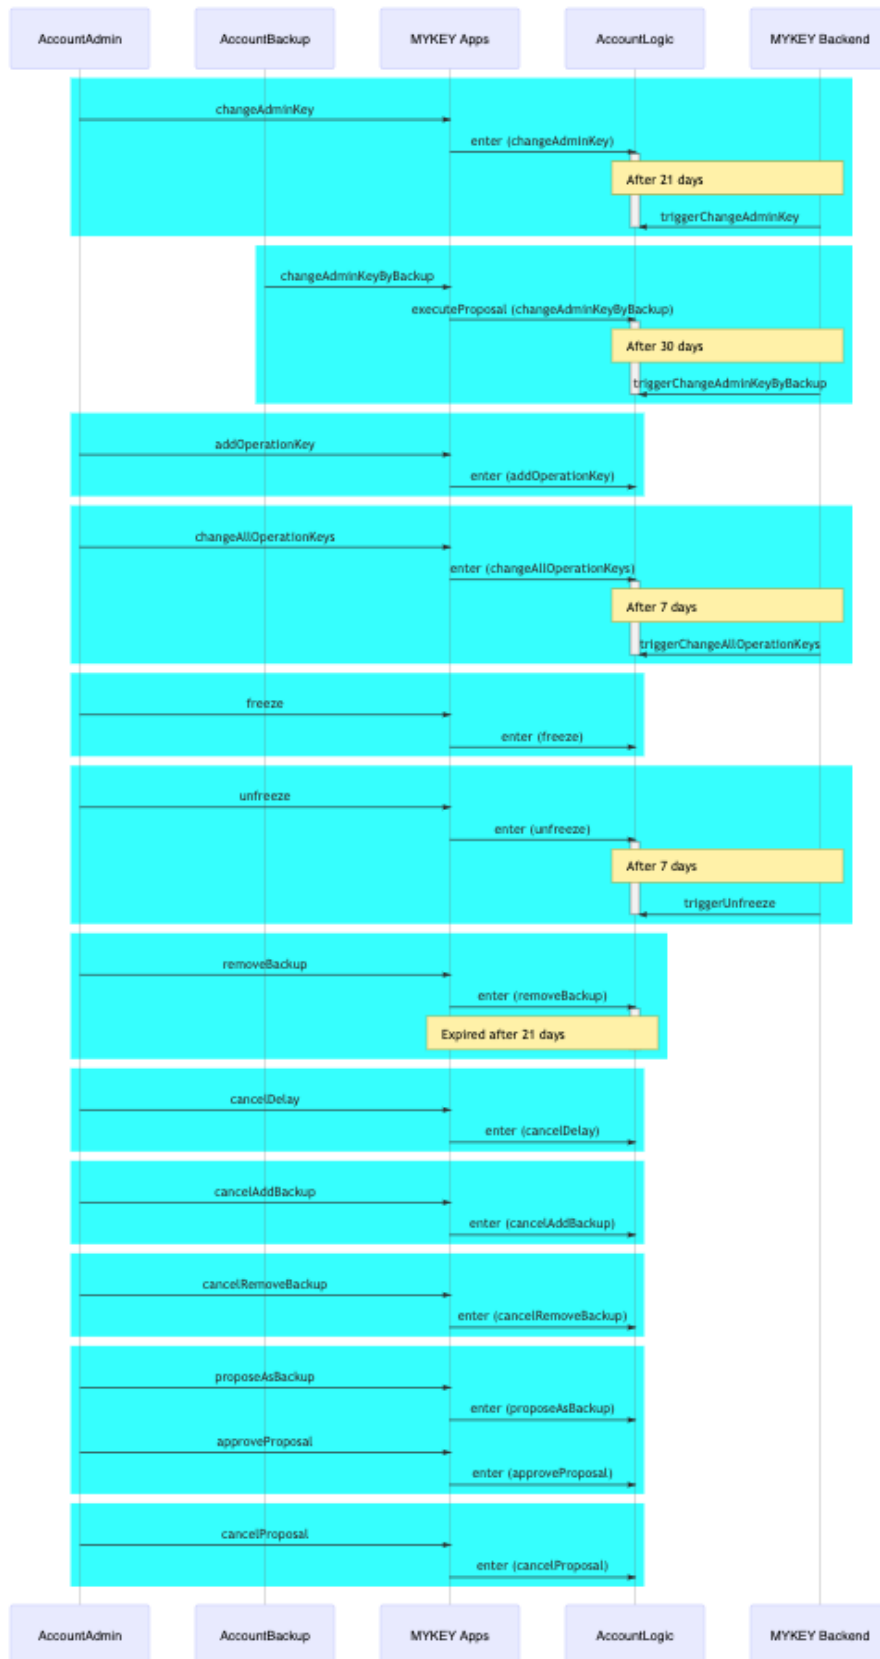 AccountAdmin AccountBackup MYKEY Apps AccountLogic MYKEY Backend
changeAdminKey
enter (changeAdminKey)
After 21 days
triggerChangeAdminKey
changeAdminKeyByBackup
executeProposal (changeAdminKeyByBackup)
After 30 days
triggerChangeAdminKeyByBackup
addOperationKey
enter (addOperationKey)
changeAllOperationKeys
enter (changeAllOperationKeys)
After 7 days
triggerChangeAllOperationKeys
freeze
enter (freeze)
unfreeze
enter (unfreeze)
After 7 days
triggerUnfreeze
removeBackup
enter (removeBackup)
Expired after 21 days
cancelDelay
enter (cancelDelay)
cancelAddBackup
enter (cancelAddBackup)
cancelRemoveBackup
enter (cancelRemoveBackup)
proposeAsBackup
enter (proposeAsBackup)
approveProposal
enter (approveProposal)
cancelProposal
enter (cancelProposal)
AccountAdmin AccountBackup MYKEY Apps AccountLogic MYKEY Backend